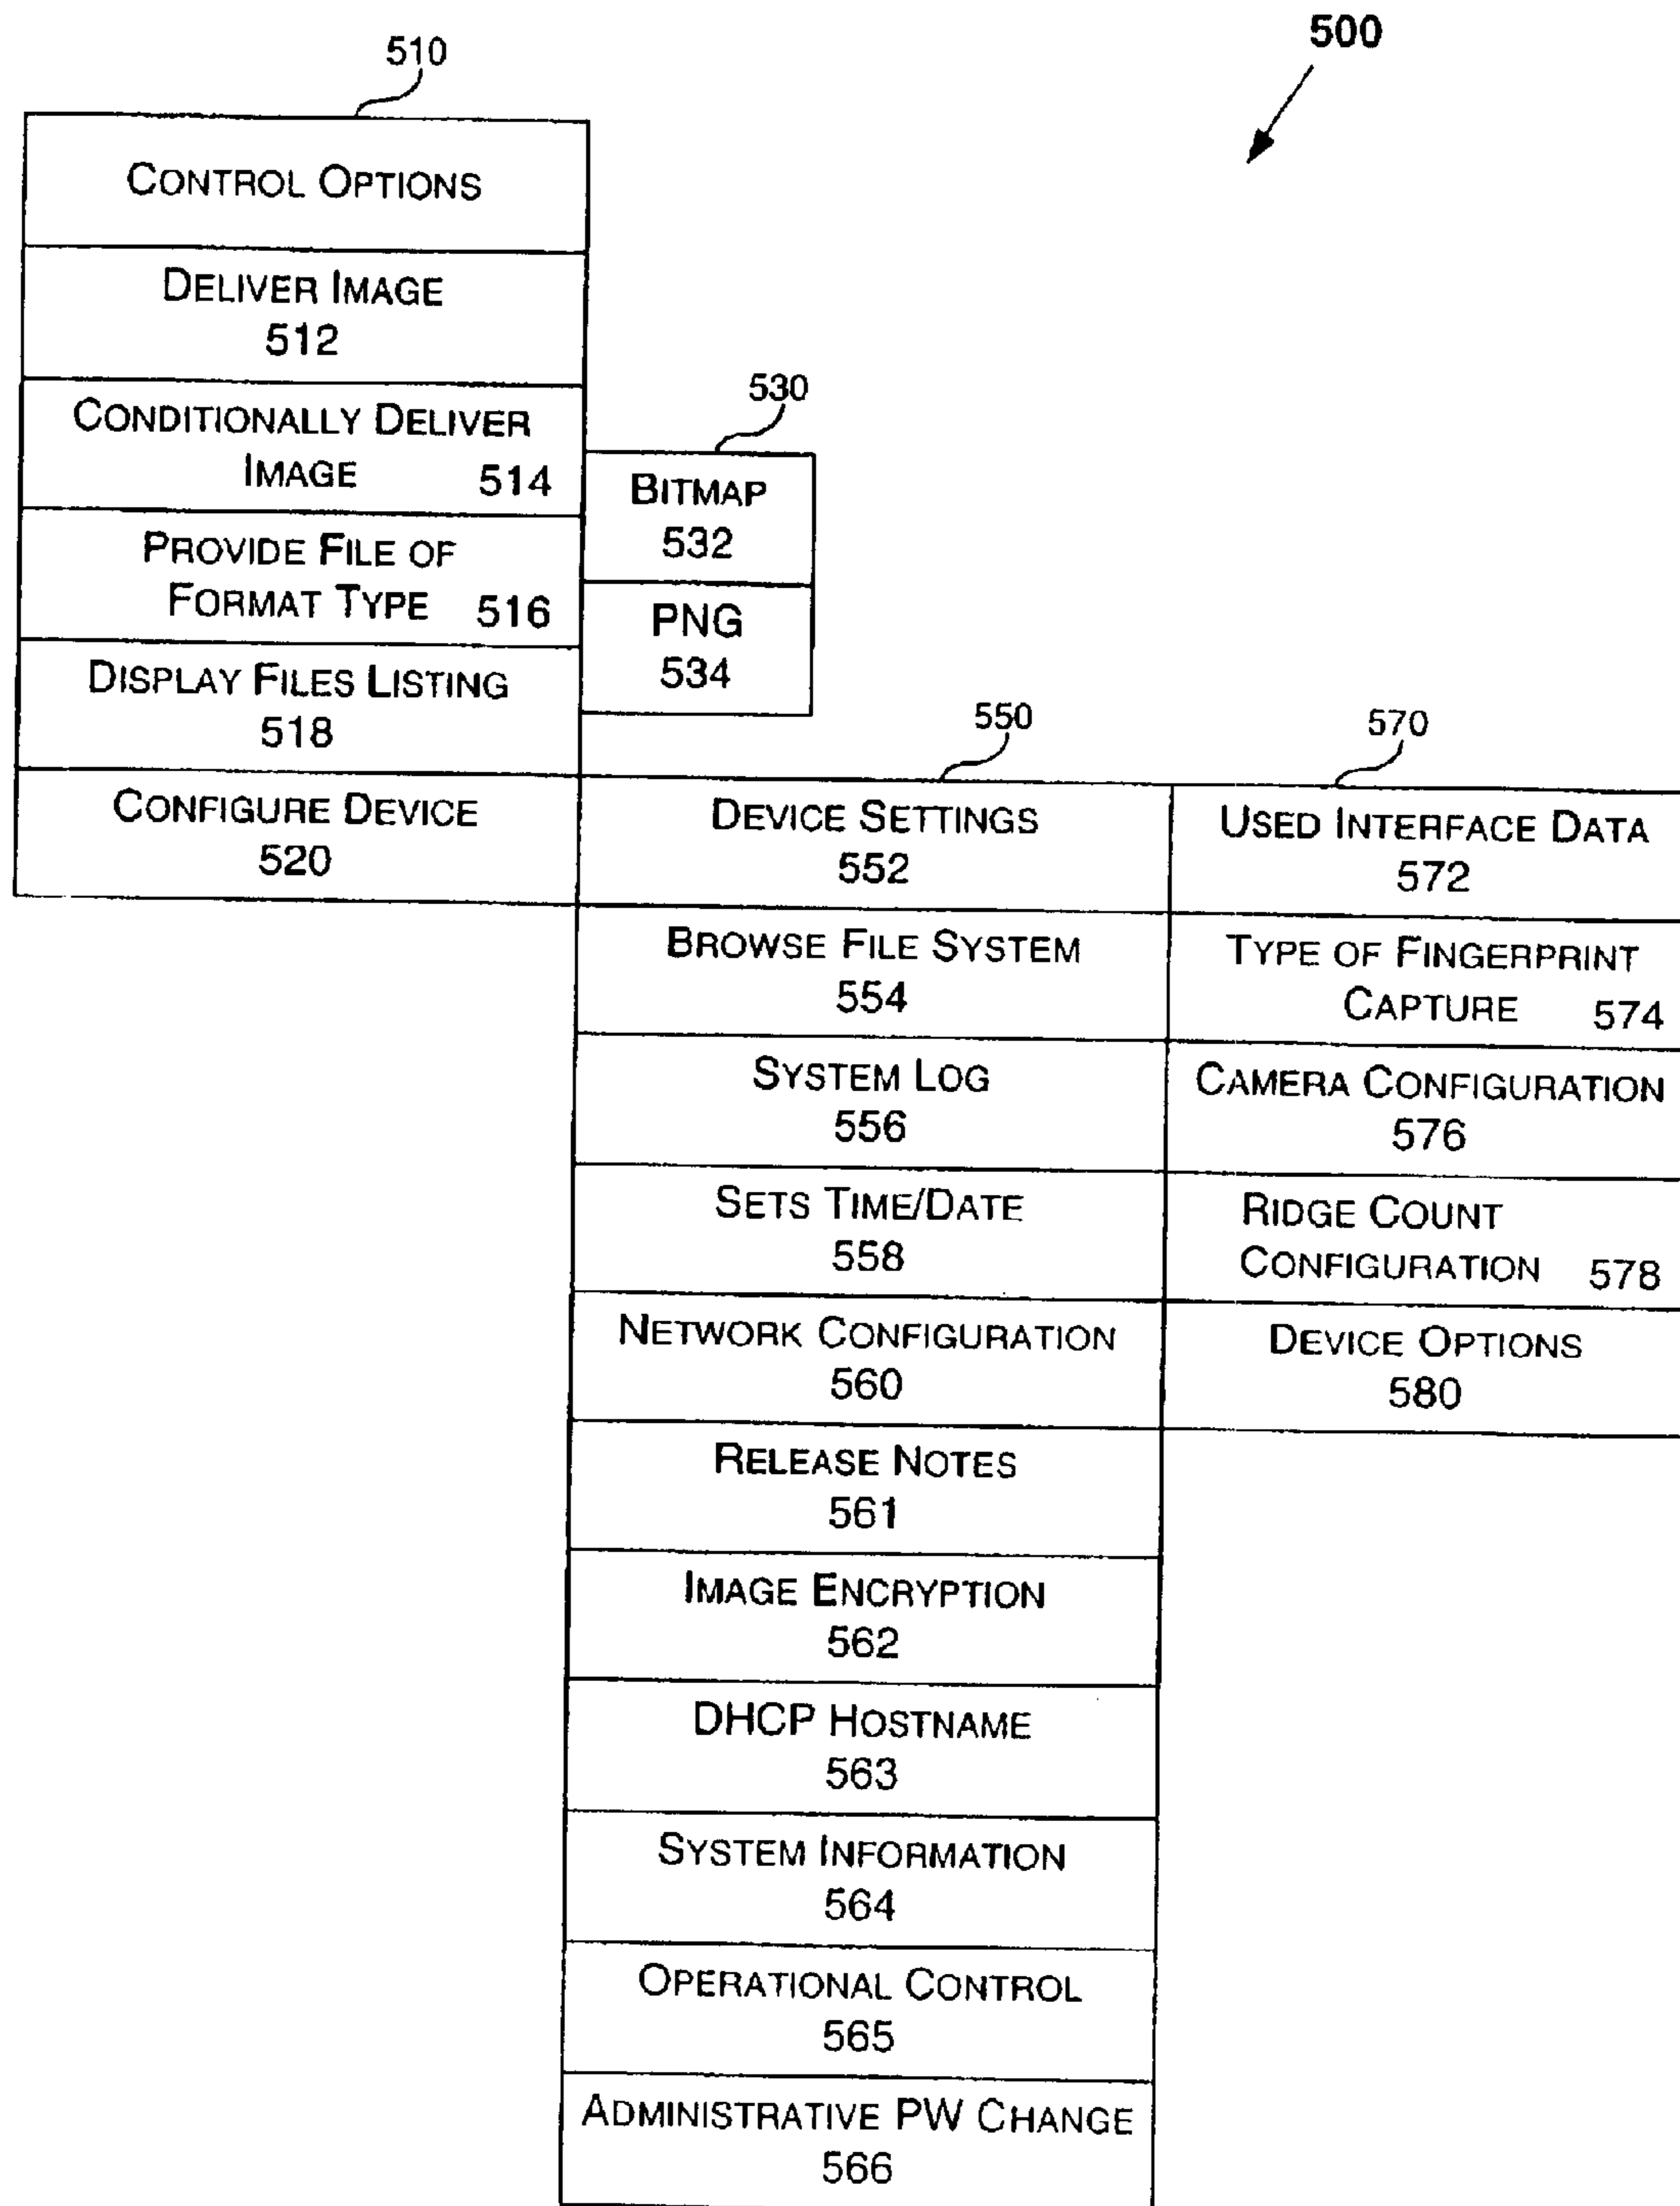 500
510
CONTROL OPTIONS
DELIVER IMAGE
512
CONDITIONALLY DELIVER
IMAGE 514
PROVIDE FILE OF
FORMAT TYPE 516
DISPLAY FILES LISTING
518
CONFIGURE DEVICE
520
530
BITMAP
532
PNG
534
550
DEVICE SETTINGS
552
BROWSE FILE SYSTEM
554
SYSTEM LOG
556
SETS TIME/DATE
558
NETWORK CONFIGURATION
560
RELEASE NOTES
561
IMAGE ENCRYPTION
562
DHCP HOSTNAME
563
SYSTEM INFORMATION
564
OPERATIONAL CONTROL
565
ADMINISTRATIVE PW CHANGE
566
570
USED INTERFACE DATA
572
TYPE OF FINGERPRINT
CAPTURE 574
CAMERA CONFIGURATION
576
RIDGE COUNT
CONFIGURATION 578
DEVICE OPTIONS
580